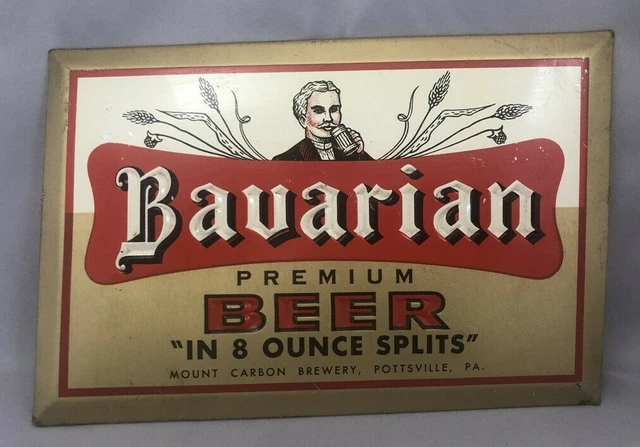 Bavarian
PREMIUM
BEER
"IN 8 OUNCE SPLITS"
MOUNT CARBON BREWERY, POTTSVILLE, PA.